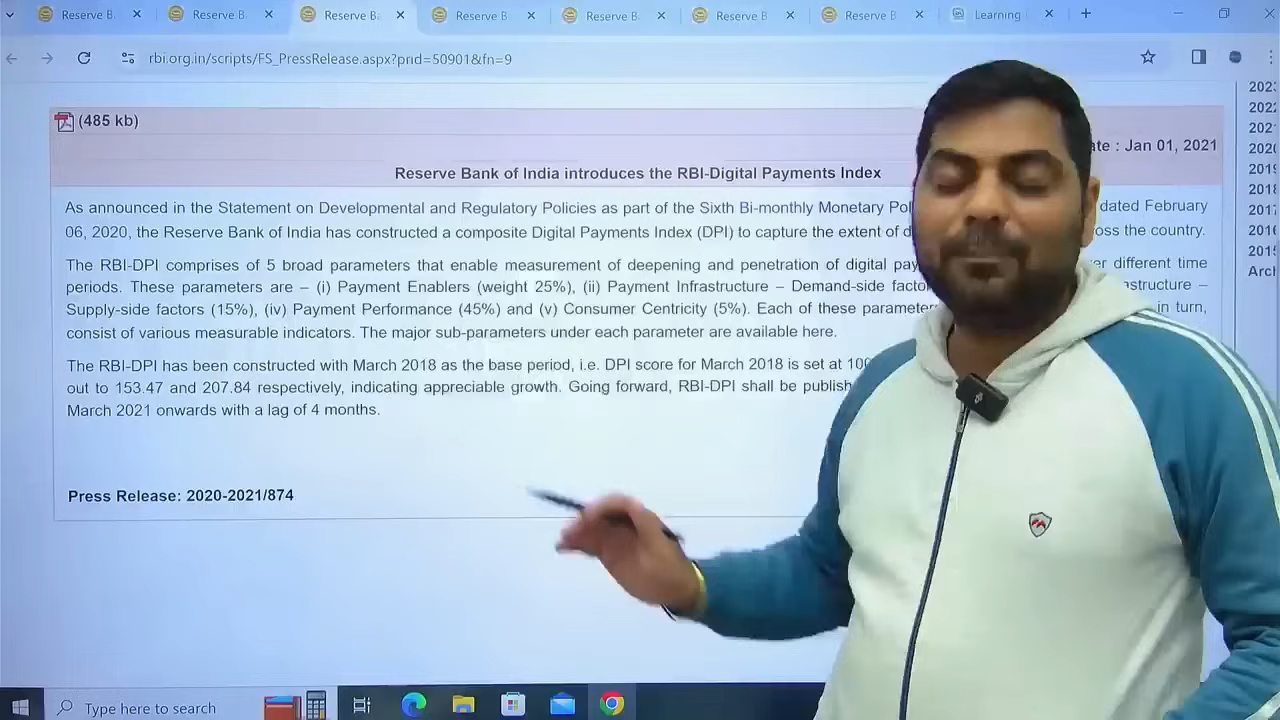 Reserve B
Reserve B
Reserve Ba
Reserve B
Reserve B
Reserve B
Reserve B
Learning
rbi.org.in/scripts/FS_PressRelease.aspx?prid=50901&fn=9
(485 kb)
ate : Jan 01, 2021
Reserve Bank of India introduces the RBI-Digital Payments Index
As announced in the Statement on Developmental and Regulatory Policies as part of the Sixth Bi-monthly Monetary Pol dated February
06, 2020, the Reserve Bank of India has constructed a composite Digital Payments Index (DPI) to capture the extent of d oss the country.
The RBI-DPI comprises of 5 broad parameters that enable measurement of deepening and penetration of digital pay er different time
periods. These parameters are – (i) Payment Enablers (weight 25%), (ii) Payment Infrastructure – Demand-side factor astructure –
Supply-side factors (15%), (iv) Payment Performance (45%) and (v) Consumer Centricity (5%). Each of these parameter in turn,
consist of various measurable indicators. The major sub-parameters under each parameter are available here.
The RBI-DPI has been constructed with March 2018 as the base period, i.e. DPI score for March 2018 is set at 100
out to 153.47 and 207.84 respectively, indicating appreciable growth. Going forward, RBI-DPI shall be publish
March 2021 onwards with a lag of 4 months.
Press Release: 2020-2021/874
2022
202
2020
2019
2018
201
2016
2015
Arc
Type here to search